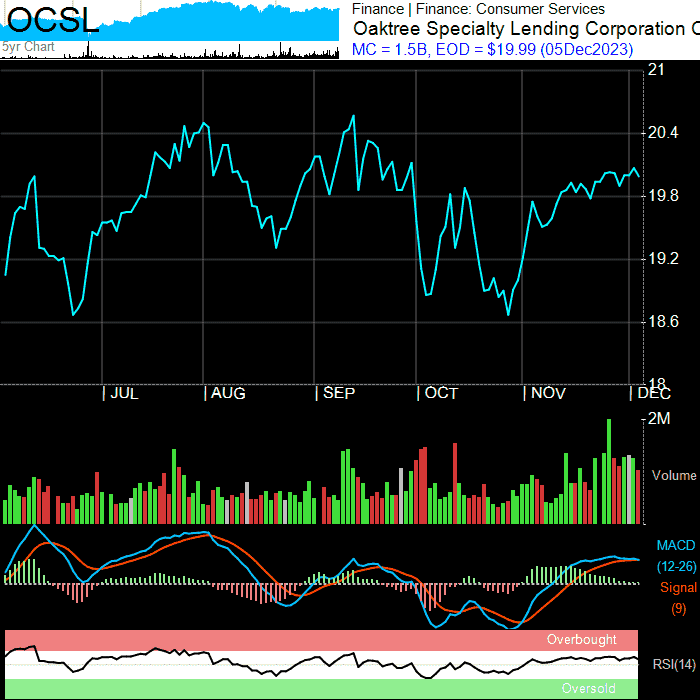 OCSL
5yr Chart
Finance | Finance: Consumer Services
Oaktree Specialty Lending Corporation C
MC = 1.5B, EOD = $19.99 (05Dec2023)
21
20.4
19.8
19.2
18.6
18
JUL AUG SEP OCT NOV DEC
2M
Volume
MACD
(12-26)
Signal
(9)
Overbought
RSI(14)
Oversold